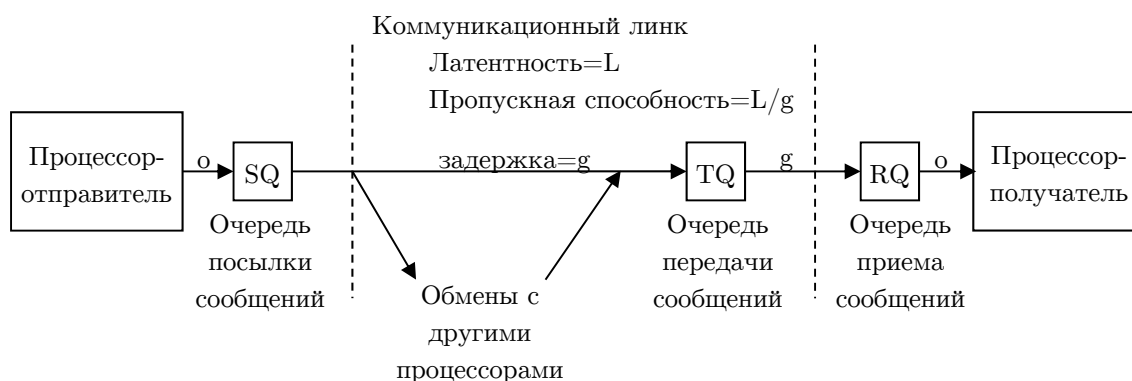 Коммуникационный линк
Латентность=L
Пропускная способность=L/g
Процессор-
отправитель
o
SQ
задержка=g
TQ
g
RQ
o
Процессор-
получатель
Очередь
посылки
сообщений
Очередь
передачи
сообщений
Очередь
приема
сообщений
Обмены с
другими
процессорами